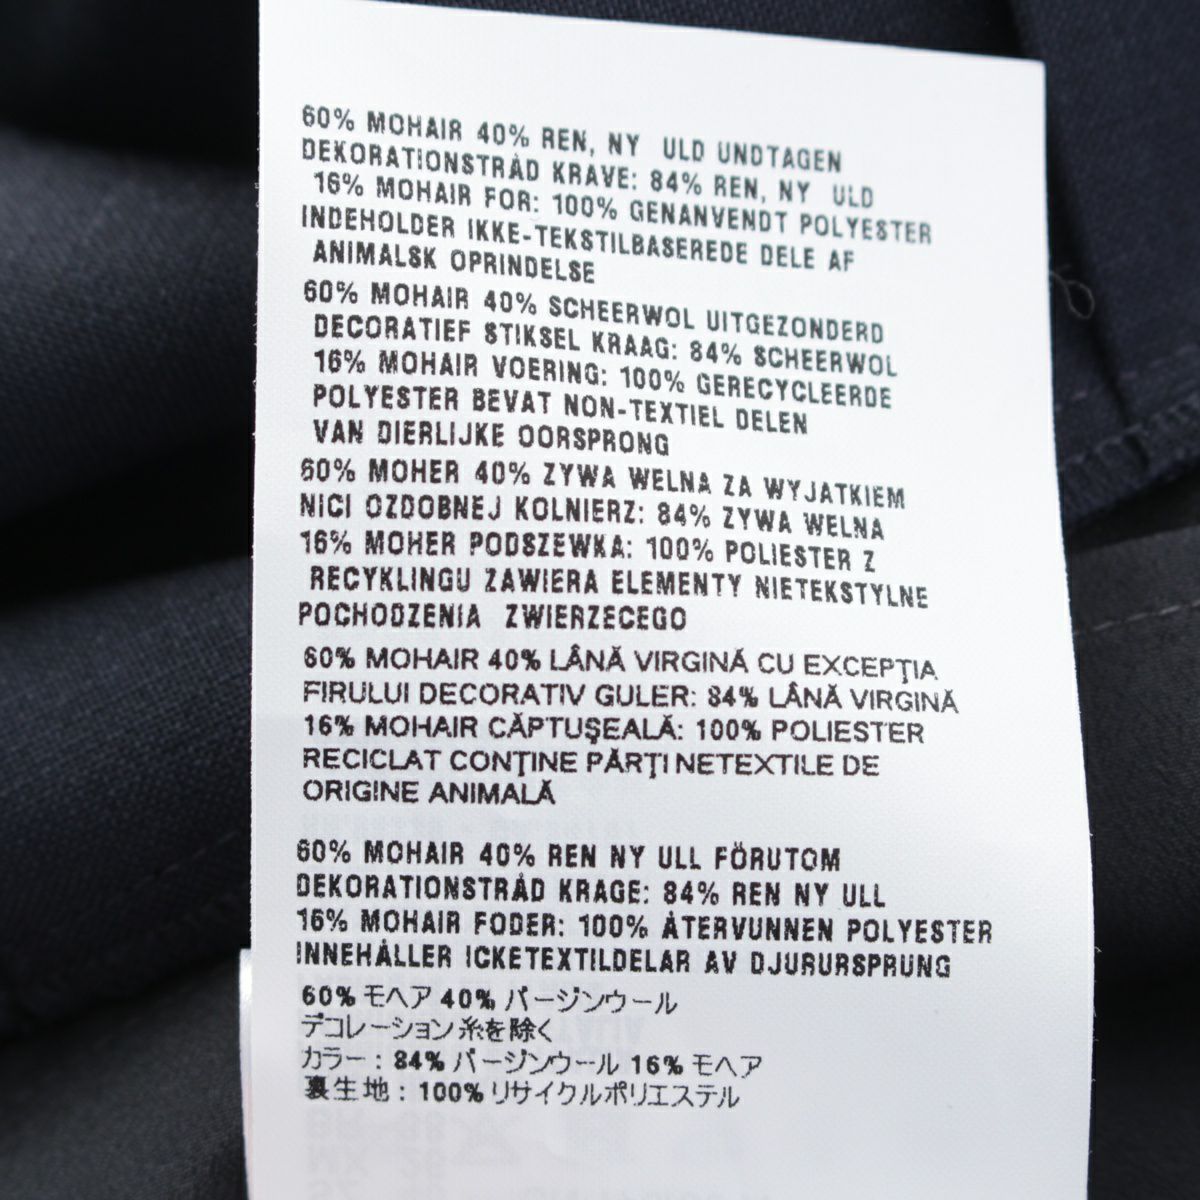 60% MOHAIR 40% REN, NY ULD UNDTAGEN
DEKORATIONSTRÅD KRAVE: 84% REN, NY ULD
16% MOHAIR FOR: 100% GENANVENDT POLYESTER
INDEHOLDER IKKE-TEKSTILBASEREDE DELE AF
ANIMALSK OPRINDELSE
60% MOHAIR 40% SCHEERWOL UITGEZONDERD
DECORATIEF STIKSEL KRAAG: 84% SCHEERWOL
16% MOHAIR VOERING: 100% GERECYCLEERDE
POLYESTER BEVAT NON-TEXTIEL DELEN
VAN DIERLIJKE OORSPRONG
60% MOHER 40% ZYWA WELNA ZA WYJATKIEM
NICI OZDOBNEJ KOLNIERZ: 84% ZYWA WELNA
16% MOHER PODSZEWKA: 100% POLIESTER Z
RECYKLINGU ZAWIERA ELEMENTY NIETEKSTYLNE
POCHODZENIA ZWIERZECEGO
60% MOHAIR 40% LÂNĂ VIRGINĂ CU EXCEPŢIA
FIRULUI DECORATIV GULER: 84% LÂNĂ VIRGINĂ
16% MOHAIR CĂPTUŞEALĂ: 100% POLIESTER
RECICLAT CONŢINE PĂRŢI NETEXTILE DE
ORIGINE ANIMALĂ
60% MOHAIR 40% REN NY ULL FÖRUTOM
DEKORATIONSTRÅD KRAGE: 84% REN NY ULL
16% MOHAIR FODER: 100% ÅTERVUNNEN POLYESTER
INNEHÅLLER ICKETEXTILDELAR AV DJURURSPRUNG
60% モヘア 40% バージンウール
デコレーション糸を除く
カラー : 84% バージンウール 16% モヘア
裏生地 : 100% リサイクルポリエステル